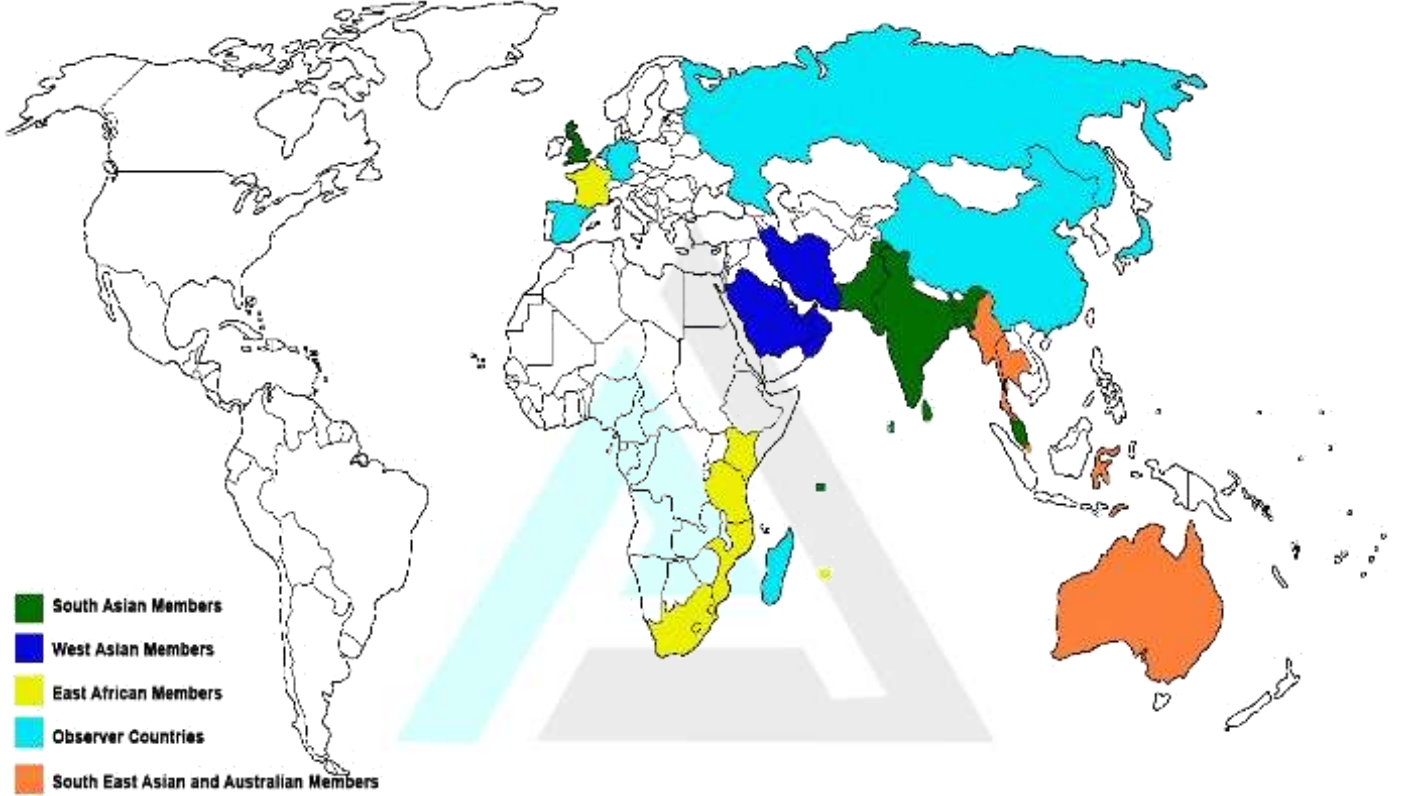 South Asian Members
West Asian Members
East African Members
Observer Countries
South East Asian and Australian Members